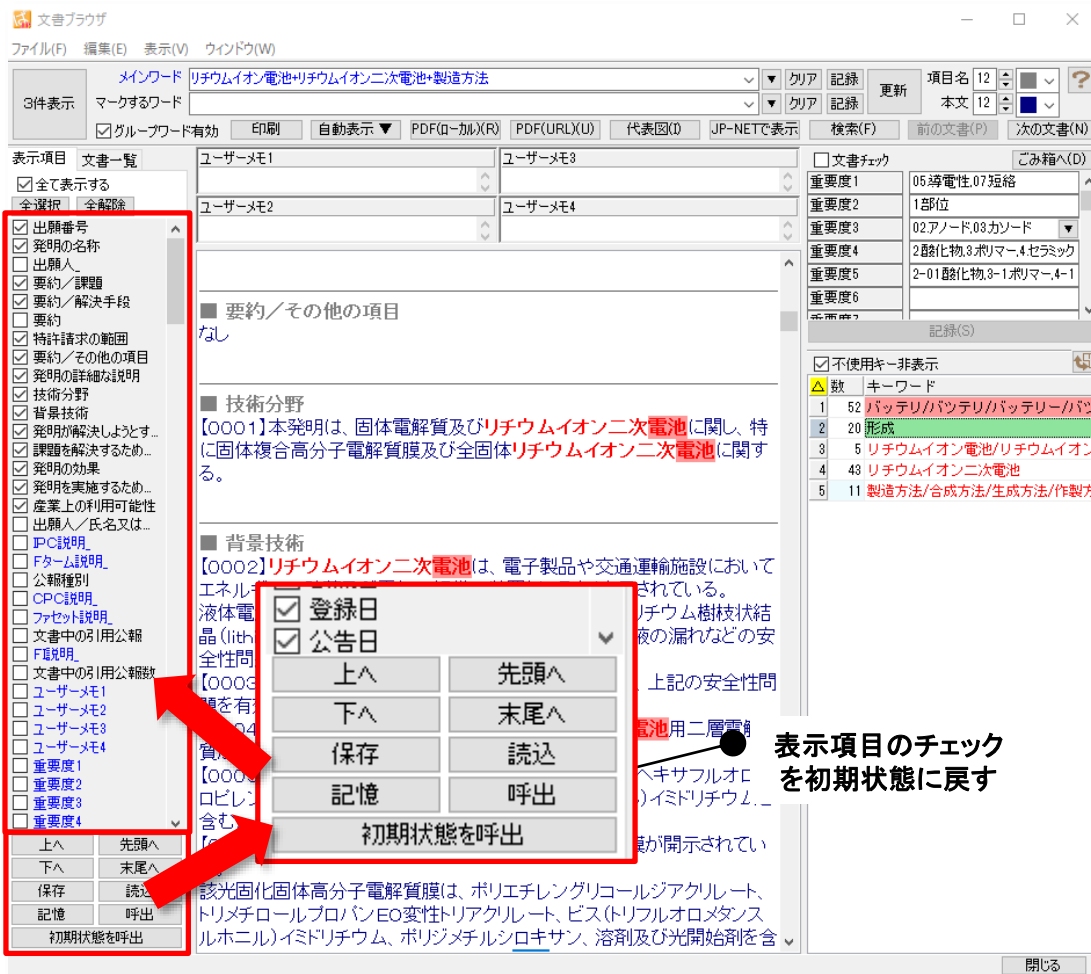 文書ブラウザ
ファイル(F) 編集(E) 表示(V) ウィンドウ(W)
3件表示
メインワード リチウムイオン電池+リチウムイオン二次電池+製造方法 クリア 記録
マークするワード クリア 記録
更新
項目名 12
本文 12
グループワード有効 印刷 自動表示▼ PDF(ローカル)(R) PDF(URL)(U) 代表図(I) JP-NETで表示 検索(F) 前の文書(P) 次の文書(N)
表示項目 文書一覧
全て表示する
全選択 全解除
出願番号
発明の名称
出願人_
要約/課題
要約/解決手段
要約
特許請求の範囲
要約/その他の項目
発明の詳細な説明
技術分野
背景技術
発明が解決しようとす...
課題を解決するため...
発明の効果
発明を実施するため...
産業上の利用可能性
出願人/氏名又は...
IPC説明_
Fターム説明_
公報種別
CPC説明_
ファセット説明_
文書中の引用公報
FI説明_
文書中の引用公報数
ユーザーメモ1
ユーザーメモ2
ユーザーメモ3
ユーザーメモ4
重要度1
重要度2
重要度3
重要度4
上へ 先頭へ
下へ 末尾へ
保存 読込
記憶 呼出
初期状態を呼出
ユーザーメモ1 ユーザーメモ3
ユーザーメモ2 ユーザーメモ4
■ 要約/その他の項目
なし
■ 技術分野
【0001】本発明は、固体電解質及びリチウムイオン二次電池に関し、特
に固体複合高分子電解質膜及び全固体リチウムイオン二次電池に関す
る。
■ 背景技術
【0002】リチウムイオン二次電池は、電子製品や交通運輸施設において
エネルギ されている。
液体電 リチウム樹枝状結
晶(lith 液の漏れなどの安
全性問
【0003 、上記の安全性問
題を有
電池用二層電解
質
ヘキサフルオロ
ロピレン )イミドリチウム
含む
膜が開示されてい
該光固化固体高分子電解質膜は、ポリエチレングリコールジアクリレート、
トリメチロールプロパンEO変性トリアクリレート、ビス(トリフルオロメタンス
ルホニル)イミドリチウム、ポリジメチルシロキサン、溶剤及び光開始剤を含
登録日
公告日
上へ 先頭へ
下へ 末尾へ
保存 読込
記憶 呼出
初期状態を呼出
表示項目のチェック
を初期状態に戻す
文書チェック ごみ箱へ(D)
重要度1 05.導電性,07.短絡
重要度2 1部位
重要度3 02.アノード,03.カソード
重要度4 2酸化物,3.ポリマー,4.セラミック
重要度5 2-01酸化物,3-1ポリマー,4-1
重要度6
重要度7
記録(S)
不使用キー非表示
数 キーワード
1 52 バッテリ/バツテリ/バッテリー/バツ
2 20 形成
3 5 リチウムイオン電池/リチウムイオン
4 43 リチウムイオン二次電池
5 11 製造方法/合成方法/生成方法/作製方
閉じる